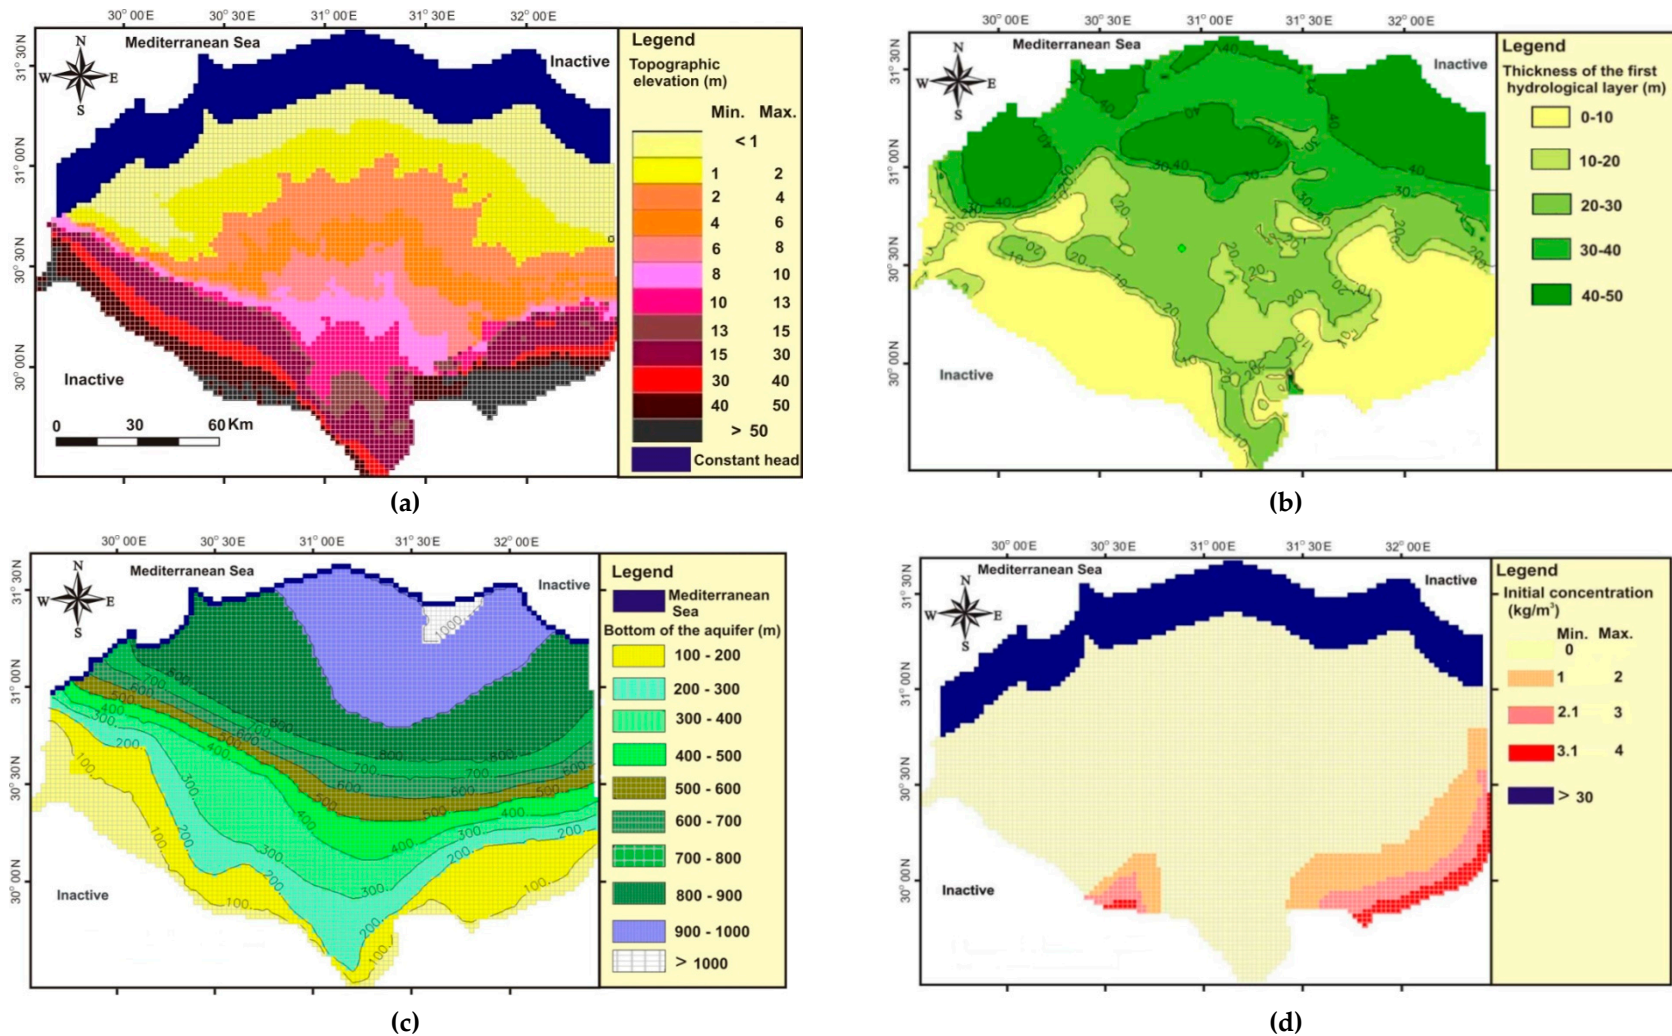 30° 00E 30° 30E 31° 00E 31° 30E 32° 00E
31° 30N
31° 00N
30° 30N
30° 00N
Mediterranean Sea
N
W E
S
Inactive
Inactive
0 30 60 Km
Legend
Topographic
elevation (m)
Min. Max.
< 1
1 2
2 4
4 6
6 8
8 10
10 13
13 15
15 30
30 40
40 50
> 50
Constant head
(a)
30° 00E 30° 30E 31° 00E 31° 30E 32° 00E
31° 30N
31° 00N
30° 30N
30° 00N
Mediterranean Sea
N
W E
S
Inactive
Inactive
Legend
Thickness of the first
hydrological layer (m)
0-10
10-20
20-30
30-40
40-50
(b)
30° 00E 30° 30E 31° 00E 31° 30E 32° 00E
31° 30N
31° 00N
30° 30N
30° 00N
Mediterranean Sea
N
W E
S
Inactive
Inactive
Legend
Mediterranean
Sea
Bottom of the aquifer (m)
100 - 200
200 - 300
300 - 400
400 - 500
500 - 600
600 - 700
700 - 800
800 - 900
900 - 1000
> 1000
(c)
30° 00E 30° 30E 31° 00E 31° 30E 32° 00E
31° 30N
31° 00N
30° 30N
30° 00N
Mediterranean Sea
N
W E
S
Inactive
Inactive
Legend
Initial concentration
(kg/m³)
Min. Max.
0
1 2
2.1 3
3.1 4
> 30
(d)